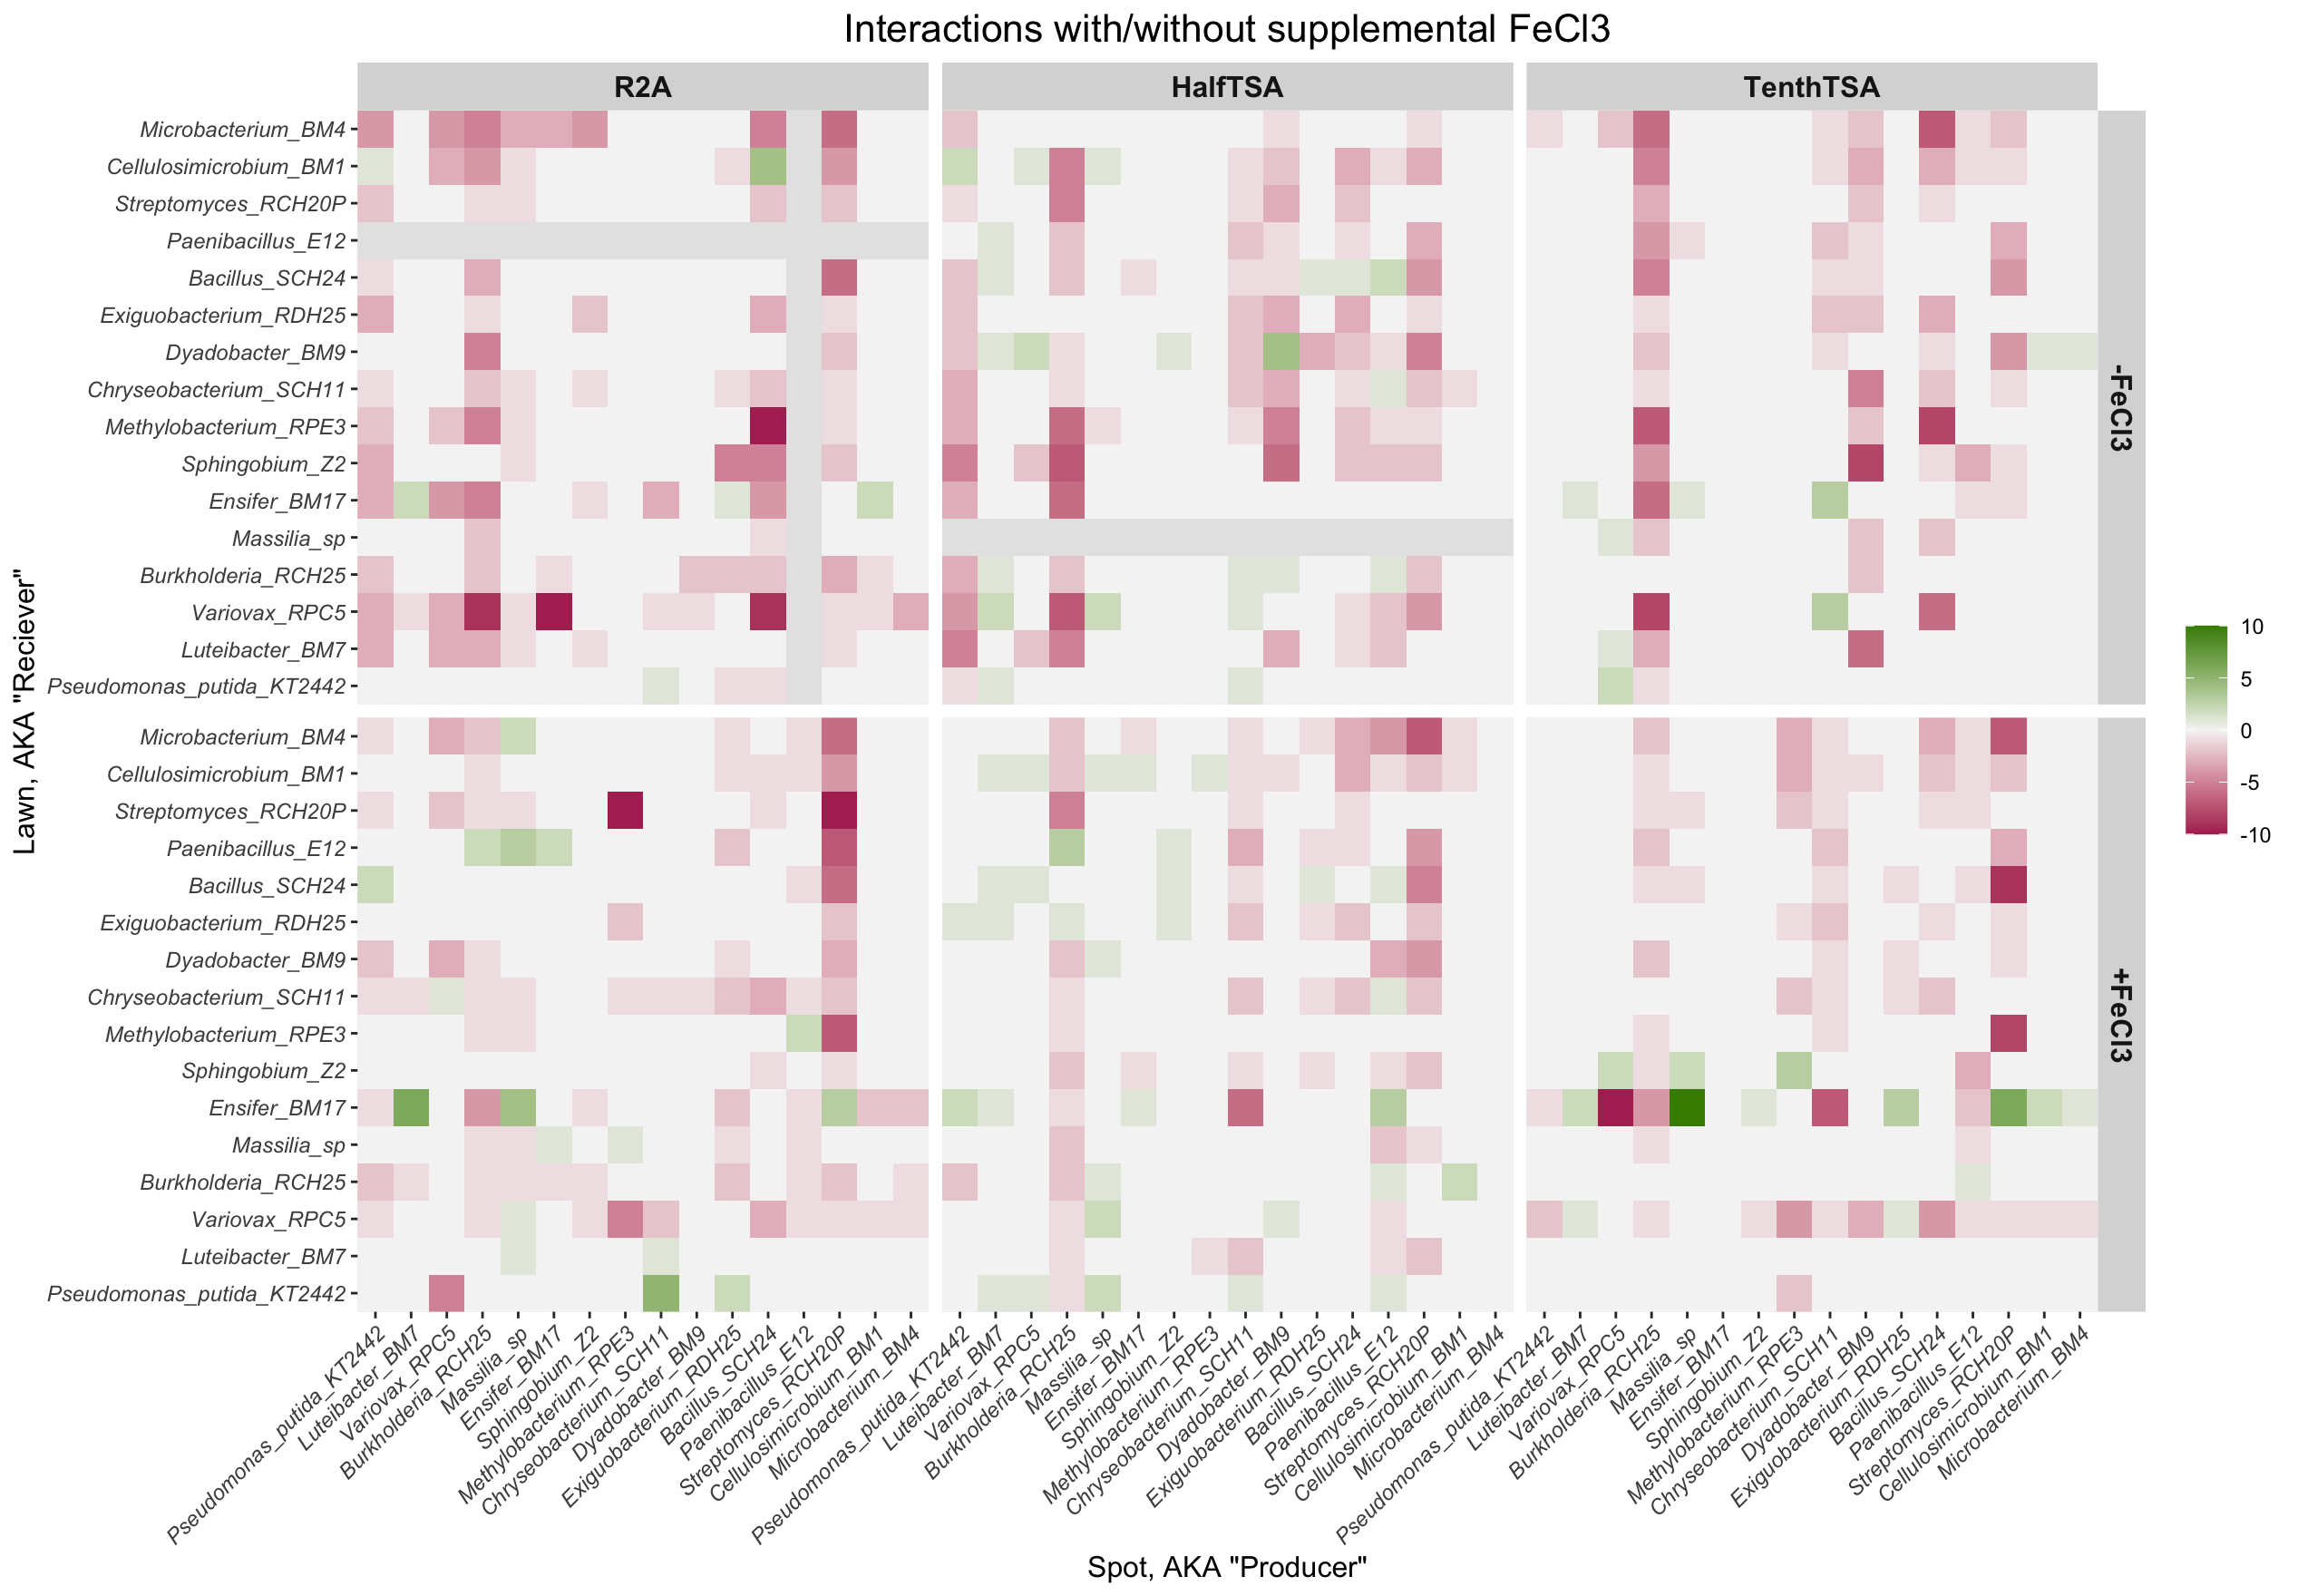 Interactions with/without supplemental FeCl3
R2A
HalfTSA
TenthTSA
Lawn, AKA "Reciever"
Microbacterium_BM4
Cellulosimicrobium_BM1
Streptomyces_RCH20P
Paenibacillus_E12
Bacillus_SCH24
Exiguobacterium_RDH25
Dyadobacter_BM9
Chryseobacterium_SCH11
Methylobacterium_RPE3
Sphingobium_Z2
Ensifer_BM17
Massilia_sp
Burkholderia_RCH25
Variovax_RPC5
Luteibacter_BM7
Pseudomonas_putida_KT2442
-FeCl3
Microbacterium_BM4
Cellulosimicrobium_BM1
Streptomyces_RCH20P
Paenibacillus_E12
Bacillus_SCH24
Exiguobacterium_RDH25
Dyadobacter_BM9
Chryseobacterium_SCH11
Methylobacterium_RPE3
Sphingobium_Z2
Ensifer_BM17
Massilia_sp
Burkholderia_RCH25
Variovax_RPC5
Luteibacter_BM7
Pseudomonas_putida_KT2442
+FeCl3
10
5
0
-5
-10
Pseudomonas_putida_KT2442
Luteibacter_BM7
Variovax_RPC5
Burkholderia_RCH25
Massilia_sp
Ensifer_BM17
Sphingobium_Z2
Methylobacterium_RPE3
Chryseobacterium_SCH11
Dyadobacter_BM9
Exiguobacterium_RDH25
Bacillus_SCH24
Paenibacillus_E12
Streptomyces_RCH20P
Cellulosimicrobium_BM1
Microbacterium_BM4
Pseudomonas_putida_KT2442
Luteibacter_BM7
Variovax_RPC5
Burkholderia_RCH25
Massilia_sp
Ensifer_BM17
Sphingobium_Z2
Methylobacterium_RPE3
Chryseobacterium_SCH11
Dyadobacter_BM9
Exiguobacterium_RDH25
Bacillus_SCH24
Paenibacillus_E12
Streptomyces_RCH20P
Cellulosimicrobium_BM1
Microbacterium_BM4
Pseudomonas_putida_KT2442
Luteibacter_BM7
Variovax_RPC5
Burkholderia_RCH25
Massilia_sp
Ensifer_BM17
Sphingobium_Z2
Methylobacterium_RPE3
Chryseobacterium_SCH11
Dyadobacter_BM9
Exiguobacterium_RDH25
Bacillus_SCH24
Paenibacillus_E12
Streptomyces_RCH20P
Cellulosimicrobium_BM1
Microbacterium_BM4
Spot, AKA "Producer"